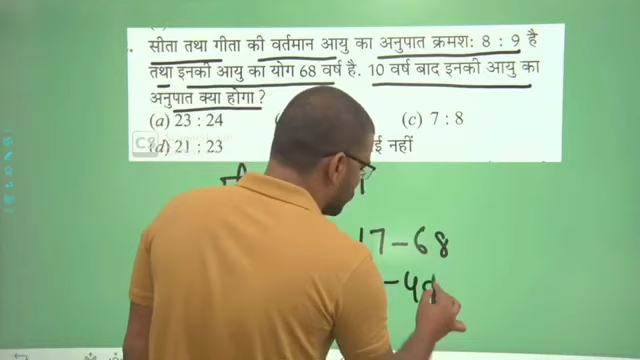 सीता तथा गीता की वर्तमान आयु का अनुपात क्रमश: 8 : 9 है
तथा इनकी आयु का योग 68 वर्ष है. 10 वर्ष बाद इनकी आयु का
अनुपात क्या होगा ?
(a) 23 : 24 (c) 7 : 8
(d) 21 : 23 ई नहीं
17 – 68
–